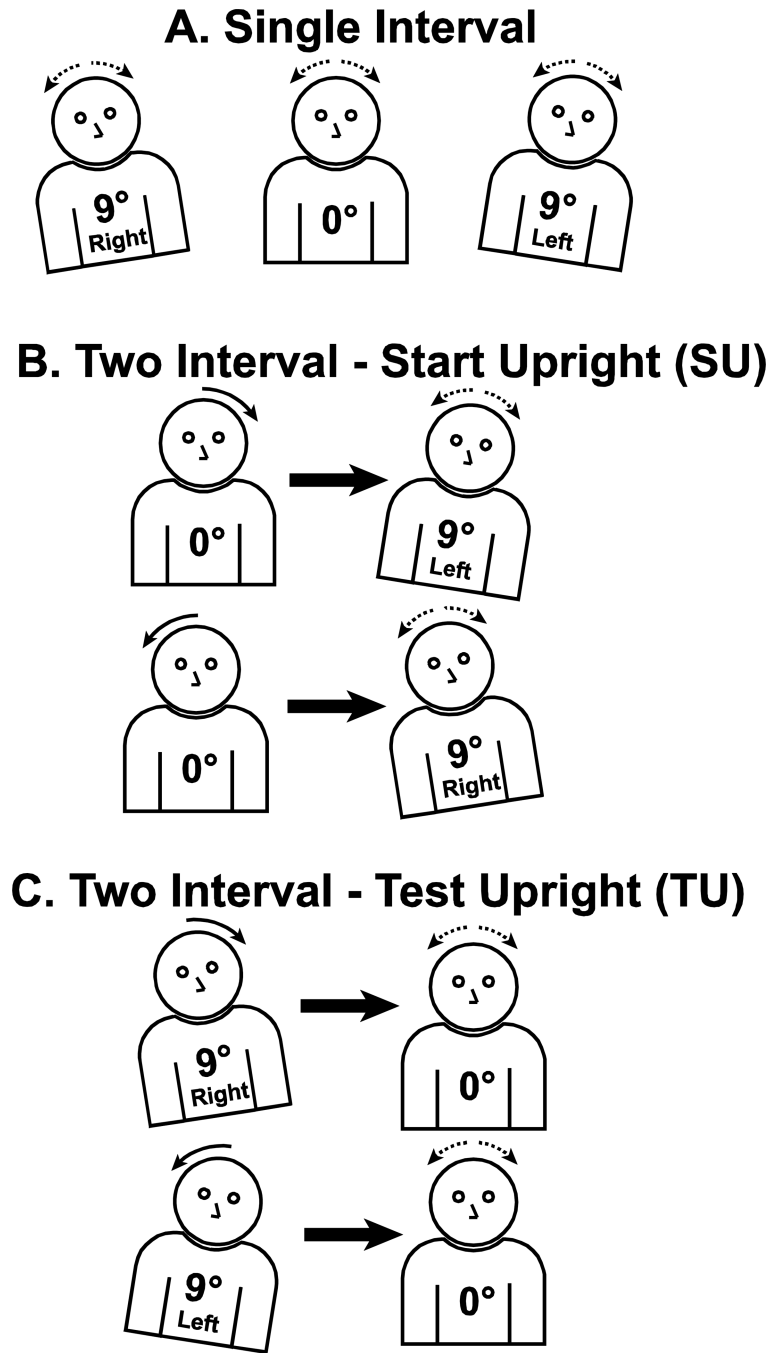 A. Single Interval
9°
Right
0°
9°
Left
B. Two Interval - Start Upright (SU)
0°
9°
Left
0°
9°
Right
C. Two Interval - Test Upright (TU)
9°
Right
0°
9°
Left
0°